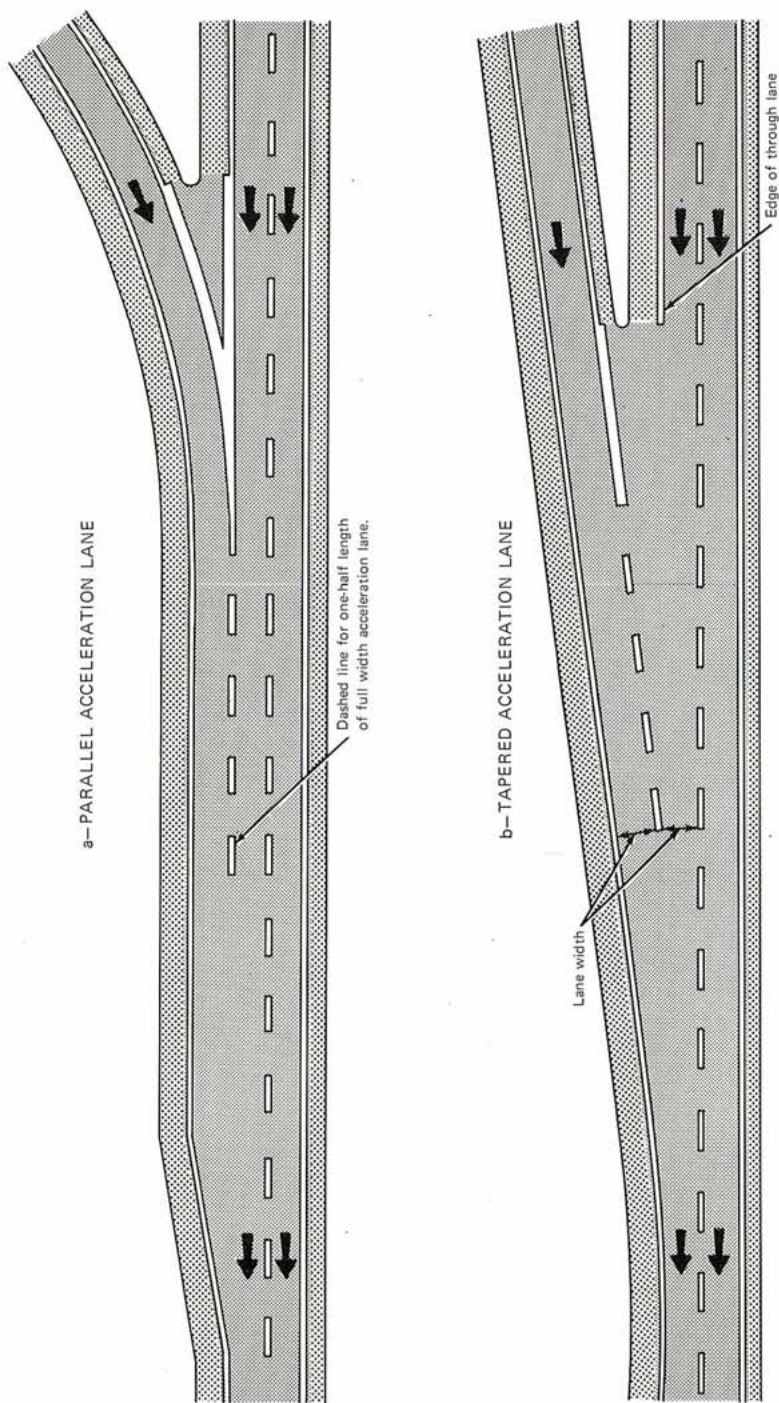 a—PARALLEL ACCELERATION LANE
Dashed line for one-half length
of full width acceleration lane.
b—TAPERED ACCELERATION LANE
Lane width
Edge of through lane